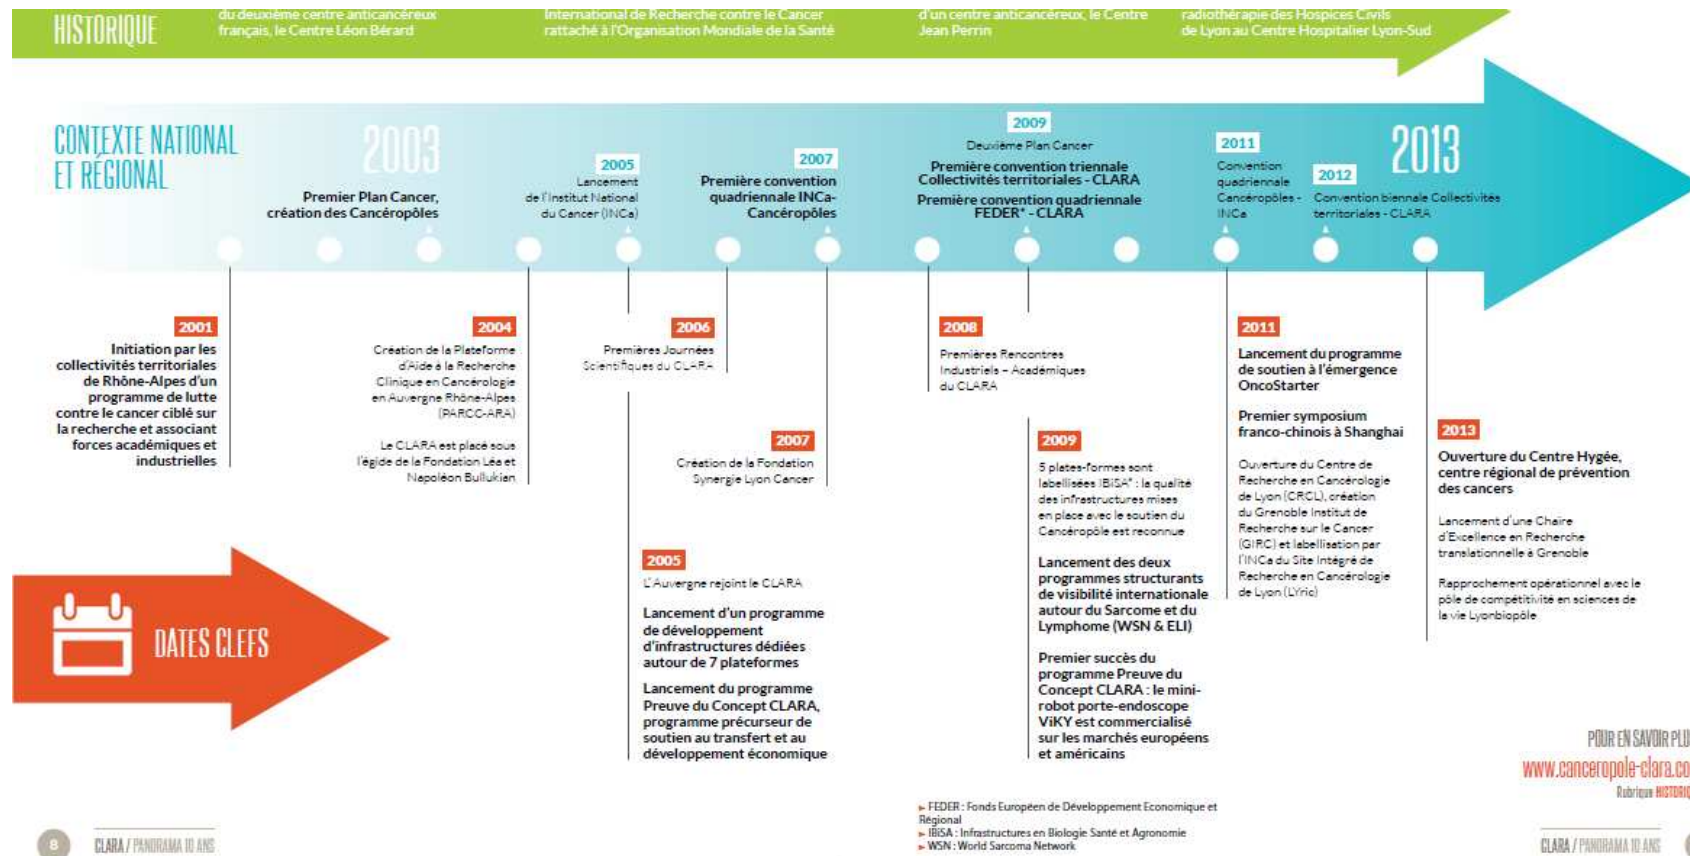 HISTORIQUE
du deuxième centre anticancéreux
français, le Centre Léon Bérard
International de Recherche contre le Cancer
rattaché à l'Organisation Mondiale de la Santé
d'un centre anticancéreux, le Centre
Jean Perrin
radiothérapie des Hospices Civils
de Lyon au Centre Hospitalier Lyon-Sud
CONTEXTE NATIONAL
ET RÉGIONAL
2003
Premier Plan Cancer,
création des Cancéropôles
2005
Lancement
de l'Institut National
du Cancer (INCa)
2007
Première convention
quadriennale INCa-
Cancéropôles
2009
Deuxième Plan Cancer
Première convention triennale
Collectivités territoriales - CLARA
Première convention quadriennale
FEDER* - CLARA
2011
Convention
quadriennale
Cancéropôles -
INCa
2012
Convention biennale Collectivités
territoriales - CLARA
2013
2001
Initiation par les
collectivités territoriales
de Rhône-Alpes d'un
programme de lutte
contre le cancer ciblé sur
la recherche et associant
forces académiques et
industrielles
2004
Création de la Plateforme
d'Aide à la Recherche
Clinique en Cancérologie
en Auvergne Rhône-Alpes
(PARCC-ARA)
Le CLARA est placé sous
l'égide de la Fondation Léa et
Napoléon Bullukian
2006
Premières Journées
Scientifiques du CLARA
2007
Création de la Fondation
Synergie Lyon Cancer
2005
L'Auvergne rejoint le CLARA
Lancement d'un programme
de développement
d'infrastructures dédiées
autour de 7 plateformes
Lancement du programme
Preuve du Concept CLARA,
programme précurseur de
soutien au transfert et au
développement économique
2008
Premières Rencontres
Industriels – Académiques
du CLARA
2009
5 plates-formes sont
labellisées IBiSA* : la qualité
des infrastructures mises
en place avec le soutien du
Cancéropôle est reconnue
Lancement des deux
programmes structurants
de visibilité internationale
autour du Sarcome et du
Lymphome (WSN & ELI)
Premier succès du
programme Preuve du
Concept CLARA : le mini-
robot porte-endoscope
ViKY est commercialisé
sur les marchés européens
et américains
2011
Lancement du programme
de soutien à l'émergence
OncoStarter
Premier symposium
franco-chinois à Shanghai
Ouverture du Centre de
Recherche en Cancérologie
de Lyon (CRCL), création
du Grenoble Institut de
Recherche sur le Cancer
(GIRC) et labellisation par
l'INCa du Site Intégré de
Recherche en Cancérologie
de Lyon (LYric)
2013
Ouverture du Centre Hygée,
centre régional de prévention
des cancers
Lancement d'une Chaire
d'Excellence en Recherche
translationnelle à Grenoble
Rapprochement opérationnel avec le
pôle de compétitivité en sciences de
la vie Lyonbiopôle
DATES CLEFS
POUR EN SAVOIR PLU
www.canceropole-clara.co
Rubrique HISTORIQ
► FEDER : Fonds Européen de Développement Economique et
Régional
► IBiSA : Infrastructures en Biologie Santé et Agronomie
► WSN : World Sarcoma Network
8
CLARA / PANORAMA 10 ANS
CLARA / PANORAMA 10 ANS